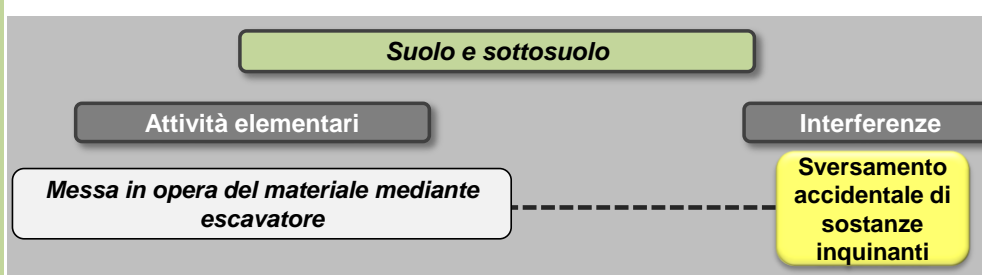 Suolo e sottosuolo
Attività elementari
Interferenze
Messa in opera del materiale mediante
escavatore
Sversamento
accidentale di
sostanze
inquinanti